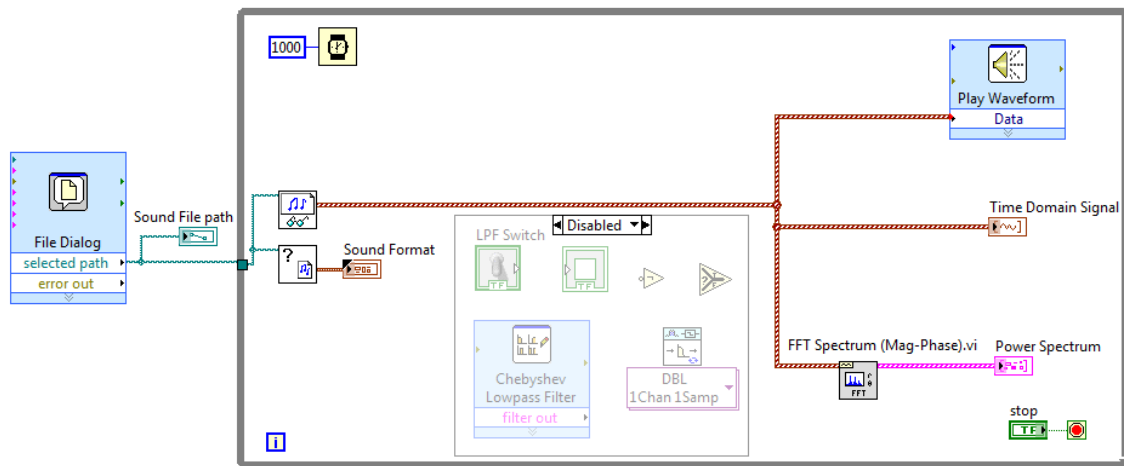 1000
Play Waveform
Data
File Dialog
selected path
error out
Sound File path
Sound Format
Disabled
LPF Switch
TF
TF
?
?
Chebyshev
Lowpass Filter
filter out
DBL
1Chan 1Samp
Time Domain Signal
FFT Spectrum (Mag-Phase).vi
FFT
Power Spectrum
stop
TF
i